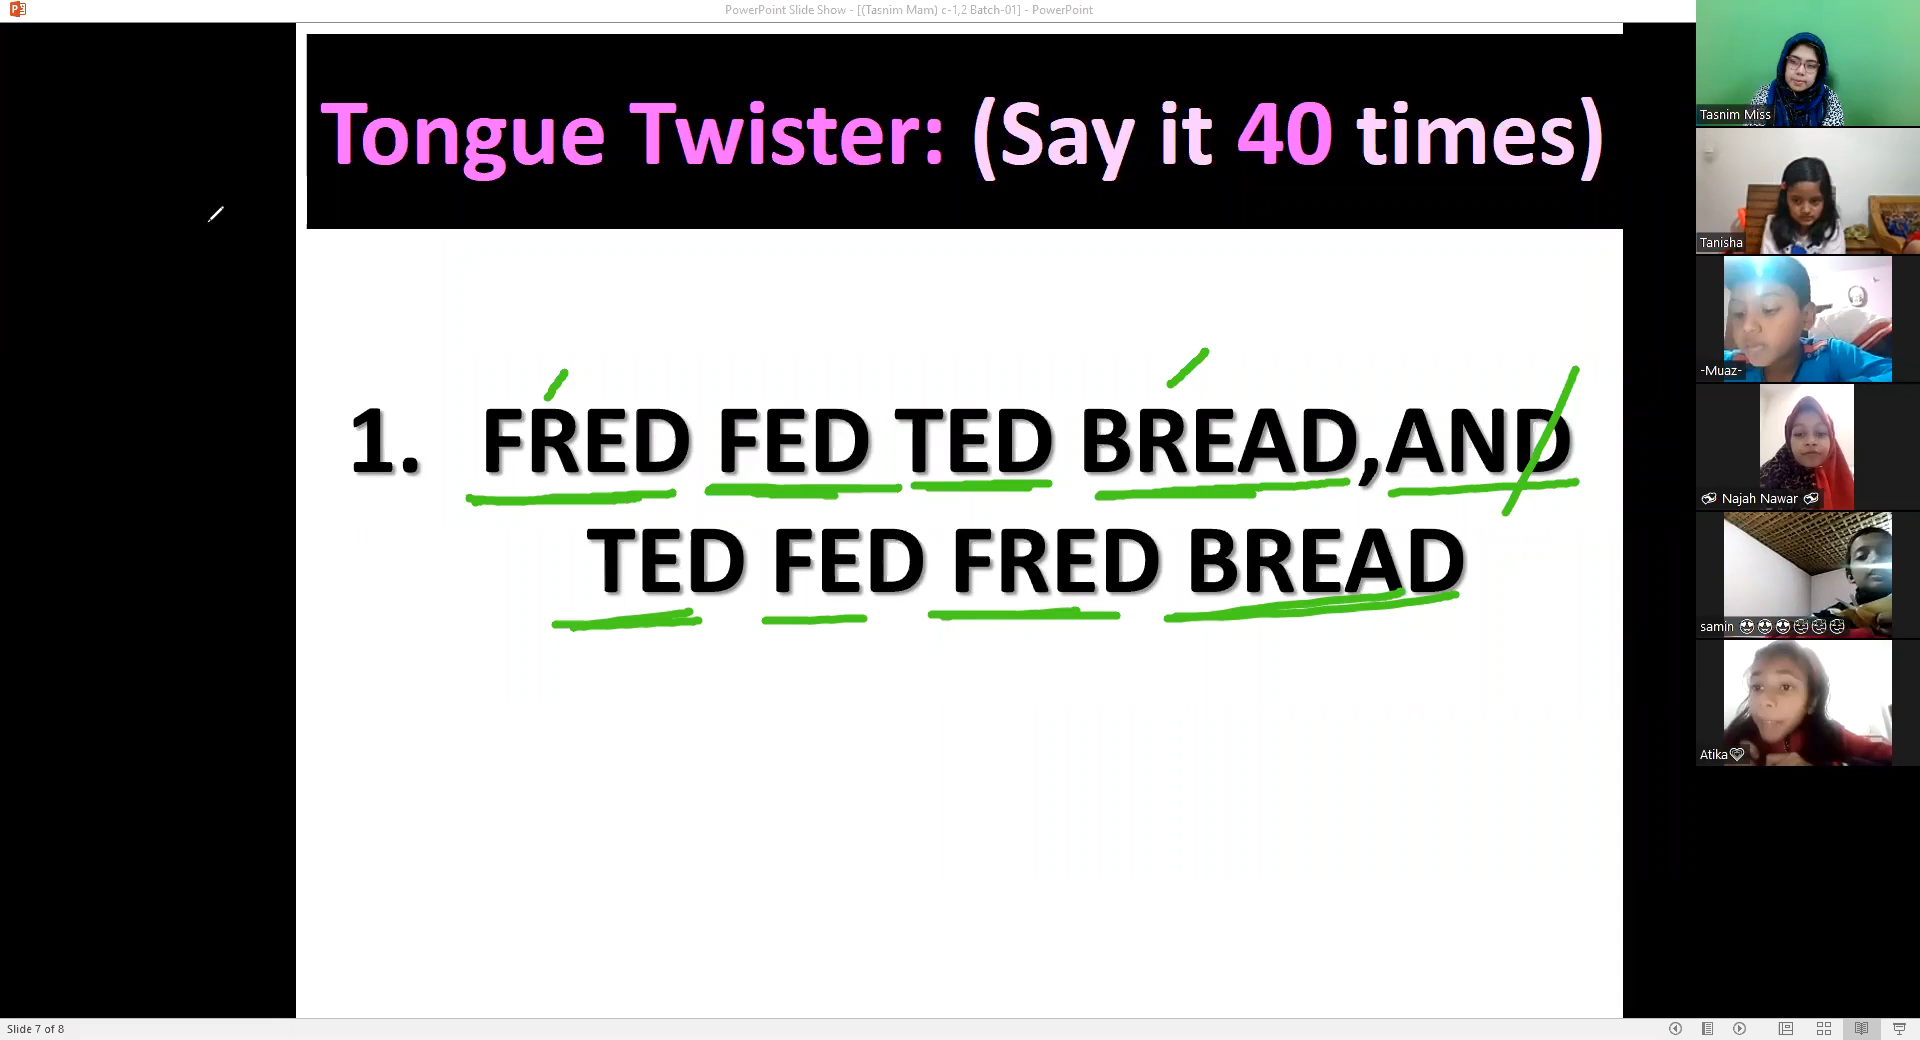 PowerPoint Slide Show - [(Tasnim Mam) c-1,2 Batch-01] - PowerPoint
Tongue Twister: (Say it 40 times)
1. FRED FED TED BREAD,AND
TED FED FRED BREAD
Tasnim Miss
Tanisha
-Muaz-
Najah Nawar
samin
Atika
Slide 7 of 8